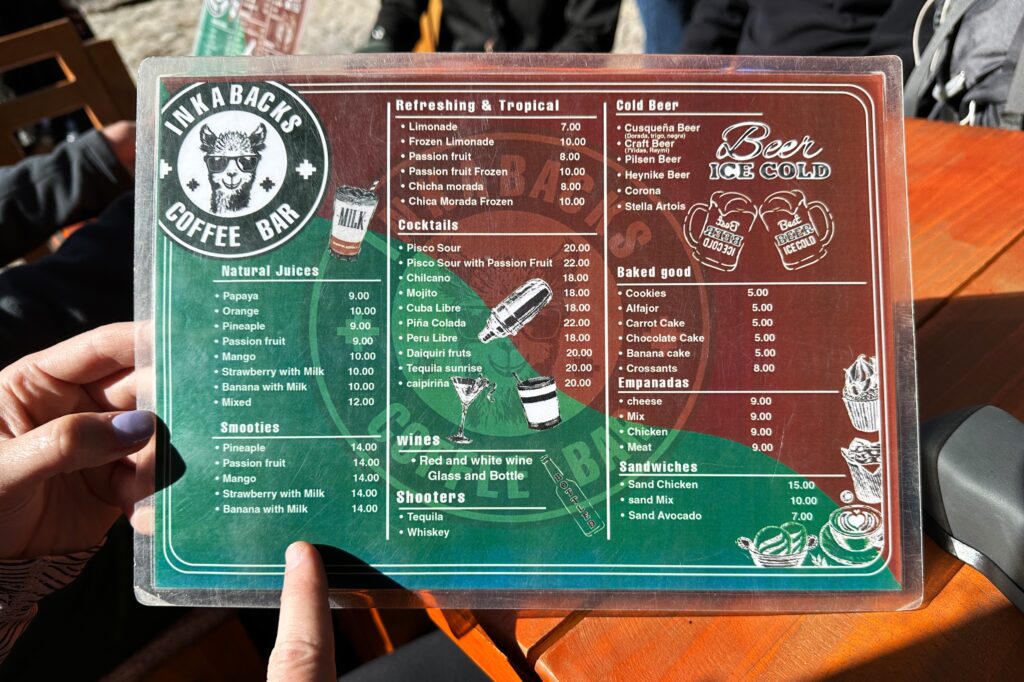 INKABACKS
COFFEE BAR
MILK
Natural Juices
• Papaya 9.00
• Orange 10.00
• Pineaple 9.00
• Passion fruit 9.00
• Mango 10.00
• Strawberry with Milk 10.00
• Banana with Milk 10.00
• Mixed 12.00
Smooties
• Pineaple 14.00
• Passion fruit 14.00
• Mango 14.00
• Strawberry with Milk 14.00
• Banana with Milk 14.00
Refreshing & Tropical
• Limonade 7.00
• Frozen Limonade 10.00
• Passion fruit 8.00
• Passion fruit Frozen 10.00
• Chicha morada 8.00
• Chica Morada Frozen 10.00
Cocktails
• Pisco Sour 20.00
• Pisco Sour with Passion Fruit 22.00
• Chilcano 18.00
• Mojito 18.00
• Cuba Libre 18.00
• Piña Colada 22.00
• Peru Libre 18.00
• Daiquiri fruts 20.00
• Tequila sunrise 20.00
• caipiriña 20.00
wines
• Red and white wine
Glass and Bottle
Shooters
• Tequila
• Whiskey
Cold Beer
• Cusqueña Beer
(Dorada, trigo, negra)
• Craft Beer
(7Vidas, Raymi)
• Pilsen Beer
• Heynike Beer
• Corona
• Stella Artois
Beer
ICE COLD
Best
BEER
ICE COLD
Best
BEER
ICE COLD
Baked good
• Cookies 5.00
• Alfajor 5.00
• Carrot Cake 5.00
• Chocolate Cake 5.00
• Banana cake 5.00
• Crossants 8.00
Empanadas
• cheese 9.00
• Mix 9.00
• Chicken 9.00
• Meat 9.00
Sandwiches
• Sand Chicken 15.00
• sand Mix 10.00
• Sand Avocado 7.00